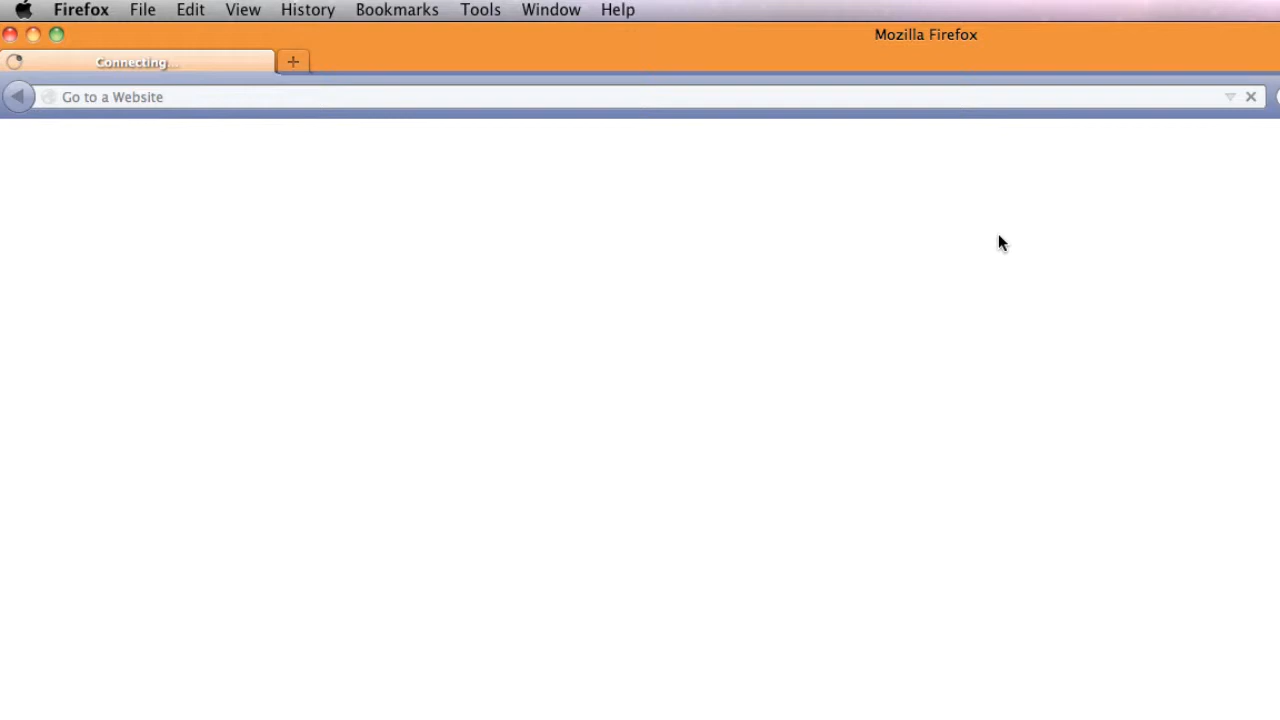 Firefox File Edit View History Bookmarks Tools Window Help
Mozilla Firefox
Connecting...
Go to a Website